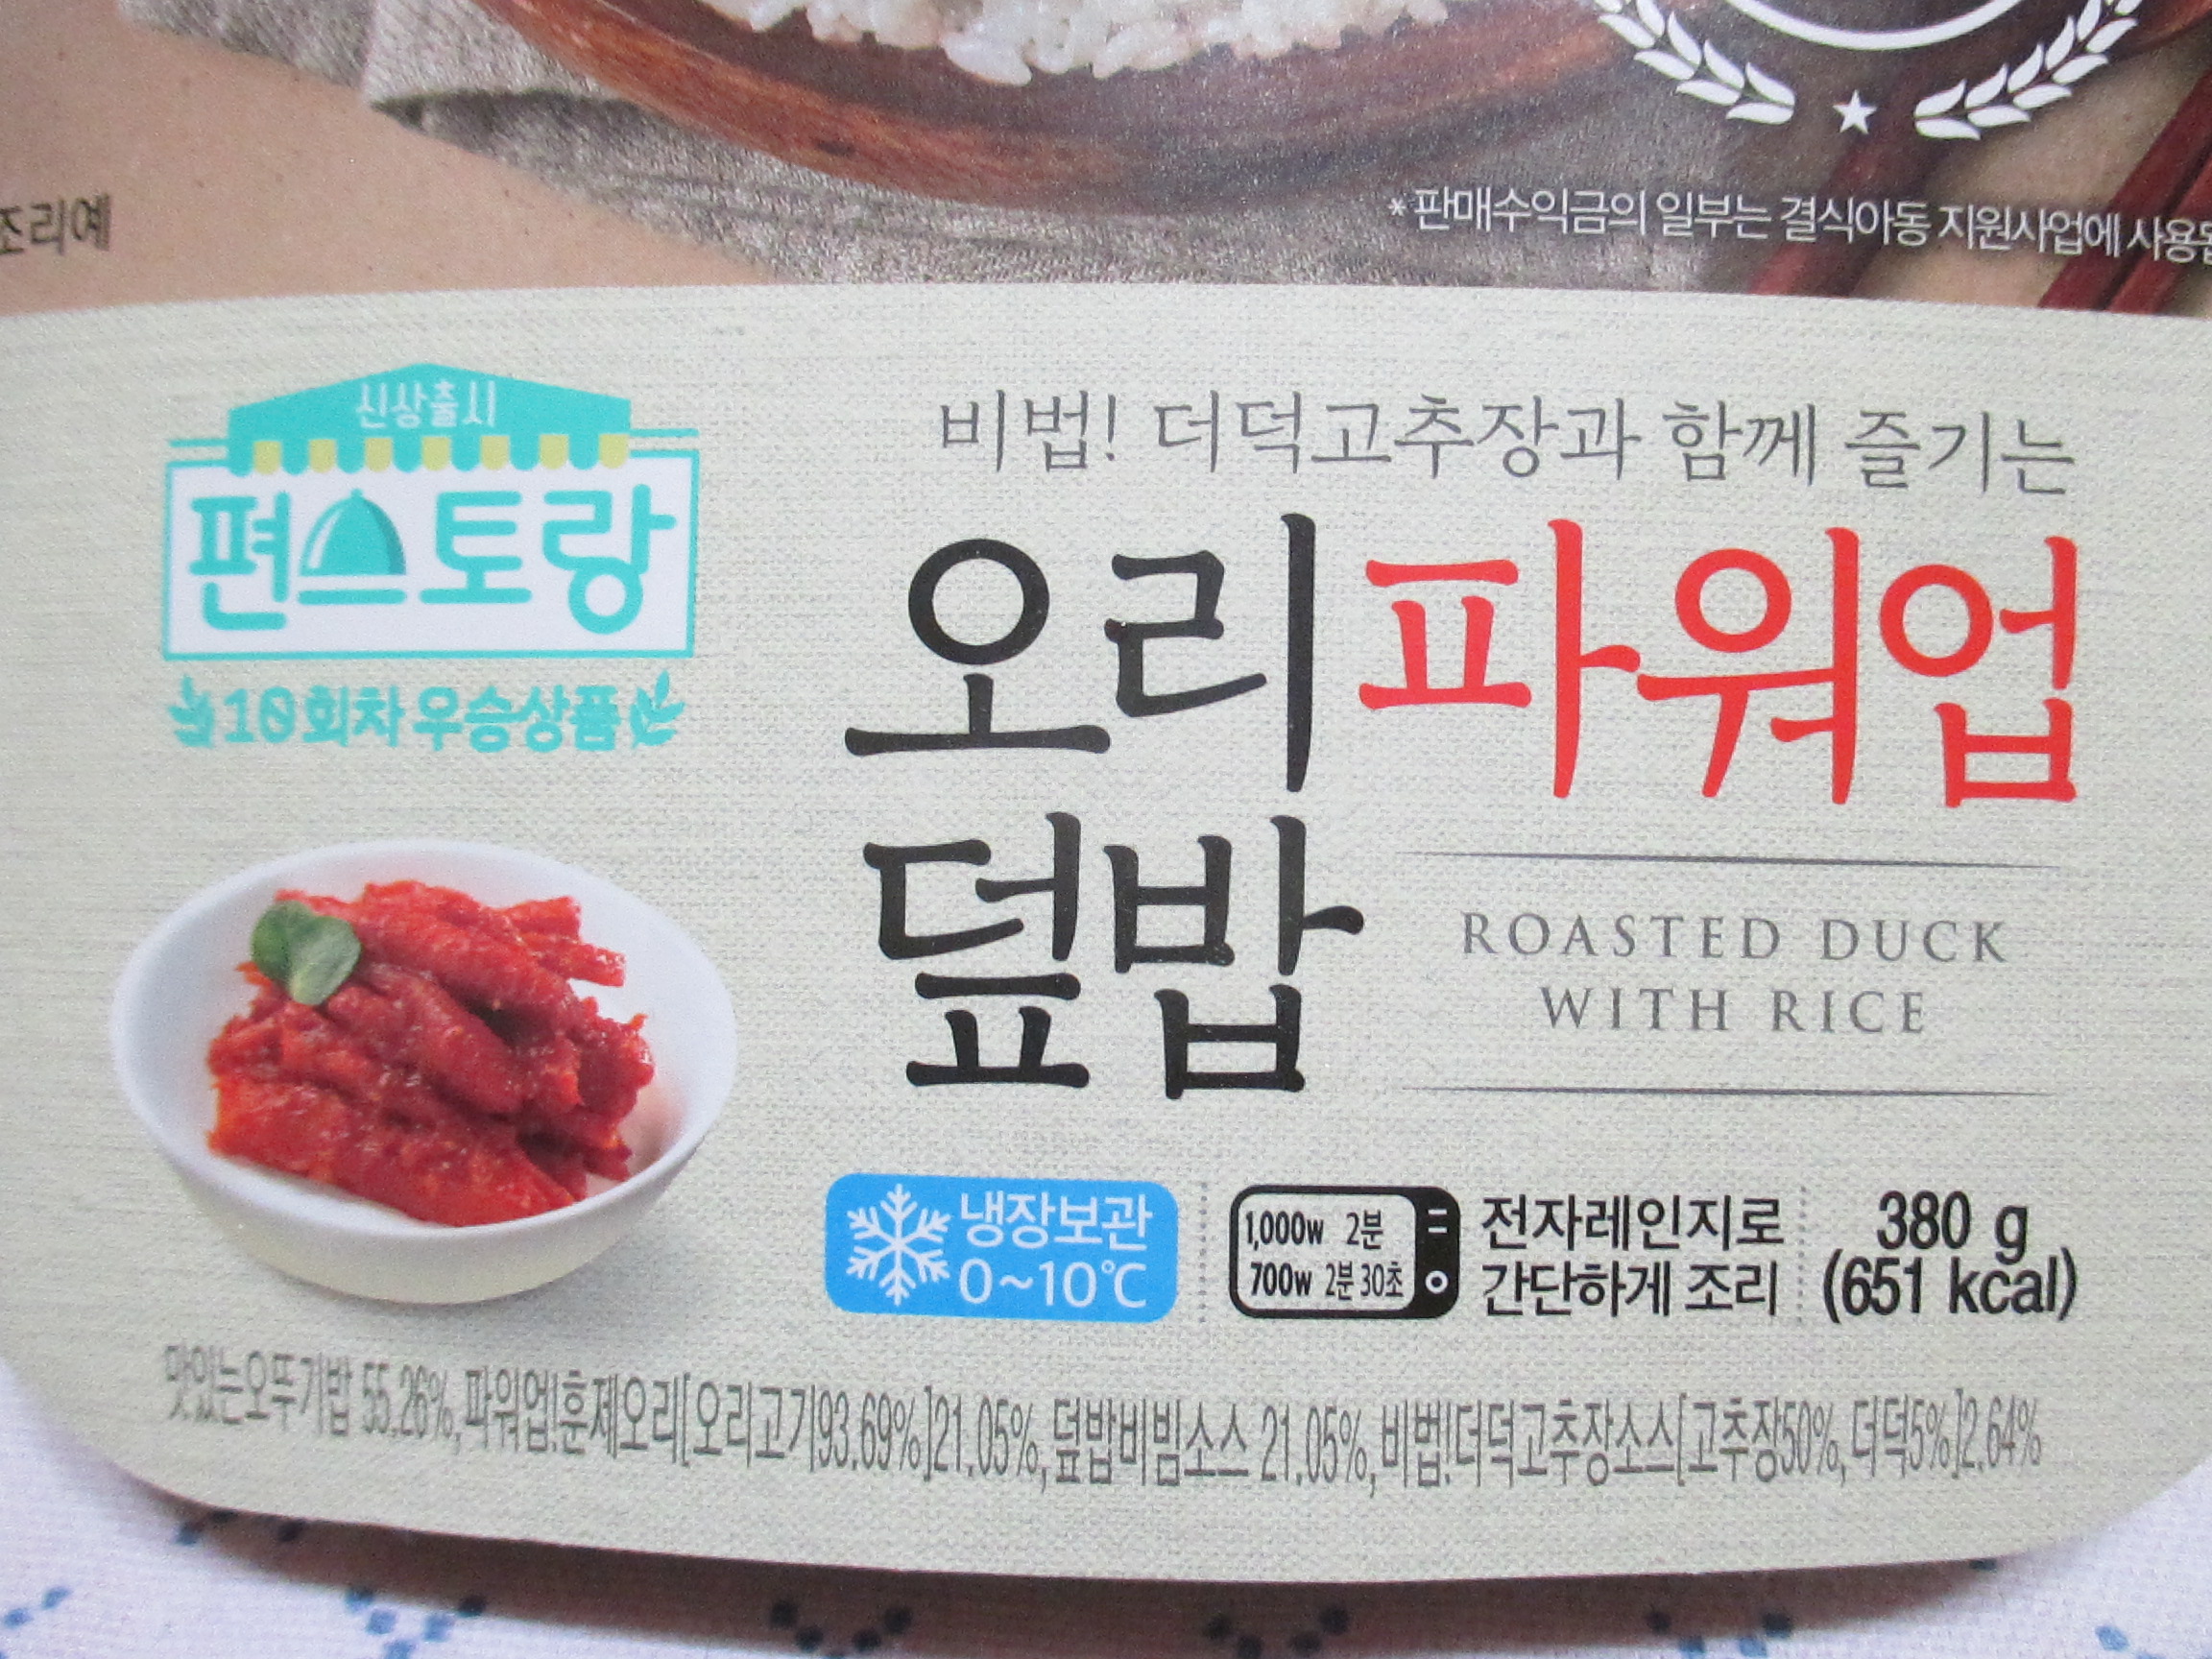 조리예
*판매수익금의 일부는 결식아동 지원사업에
신상출시
편스토랑
10회차 우승상품
비법! 더덕고추장과 함께 즐기는
오리파워업
덮밥
ROASTED DUCK
WITH RICE
냉장보관
0~10℃
1,000w 2분
700w 2분 30초
전자레인지로
간단하게 조리
380 g
(651 kcal)
맛있는오뚜기밥 55.26%, 파워업!훈제오리[오리고기93.69%]21.05%, 덮밥비빔소스 21.05%, 비법!더덕고추장소스[고추장50%, 더덕5%]2.64%